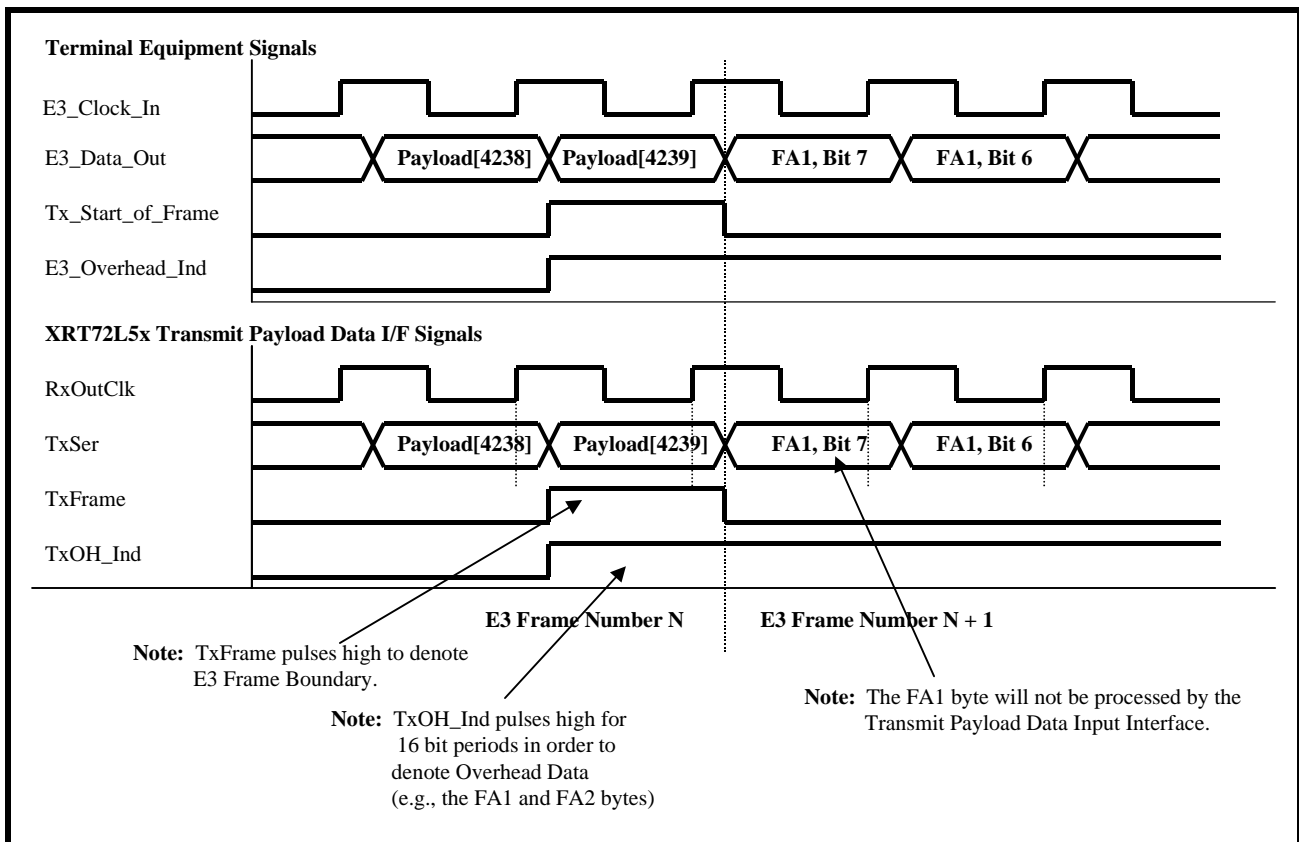 Terminal Equipment Signals
E3_Clock_In
E3_Data_Out
Payload[4238]
Payload[4239]
FA1, Bit 7
FA1, Bit 6
Tx_Start_of_Frame
E3_Overhead_Ind
XRT72L5x Transmit Payload Data I/F Signals
RxOutClk
TxSer
Payload[4238]
Payload[4239]
FA1, Bit 7
FA1, Bit 6
TxFrame
TxOH_Ind
E3 Frame Number N
E3 Frame Number N + 1
Note: TxFrame pulses high to denote
E3 Frame Boundary.
Note: TxOH_Ind pulses high for
16 bit periods in order to
denote Overhead Data
(e.g., the FA1 and FA2 bytes)
Note: The FA1 byte will not be processed by the
Transmit Payload Data Input Interface.